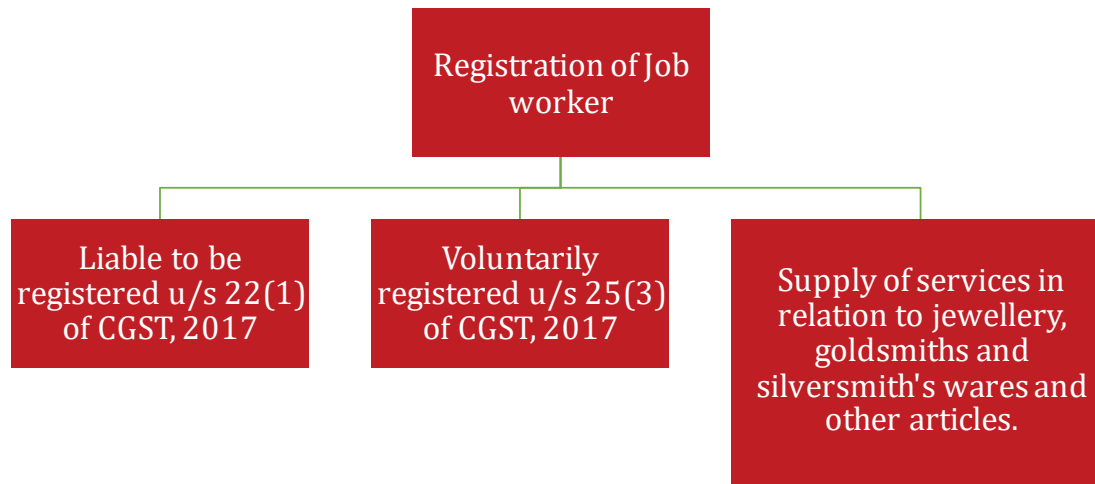 Registration of Job
worker
Liable to be
registered u/s 22(1)
of CGST, 2017
Voluntarily
registered u/s 25(3)
of CGST, 2017
Supply of services in
relation to jewellery,
goldsmiths and
silversmith's wares and
other articles.